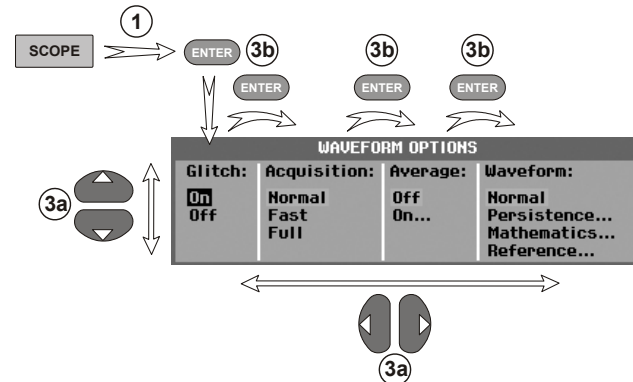 1
SCOPE
ENTER
3b
3b
3b
ENTER
ENTER
ENTER
WAVEFORM OPTIONS
Glitch: Acquisition: Average: Waveform:
On Normal Off Normal
Off Fast On... Persistence...
Full Mathematics...
Reference...
3a
3a